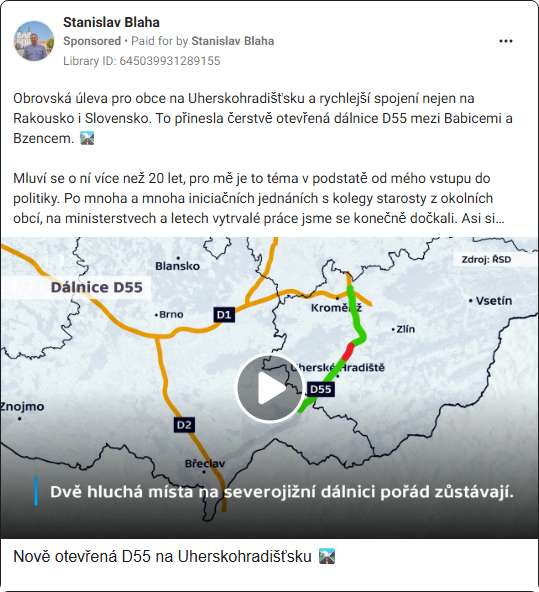 Stanislav Blaha
Sponsored • Paid for by Stanislav Blaha
Library ID: 645039931289155
Obrovská úleva pro obce na Uherskohradišťsku a rychlejší spojení nejen na
Rakousko i Slovensko. To přinesla čerstvě otevřená dálnice D55 mezi Babicemi a
Bzencem.
Mluví se o ní více než 20 let, pro mě je to téma v podstatě od mého vstupu do
politiky. Po mnoha a mnoha iniciačních jednáních s kolegy starosty z okolních
obcí, na ministerstvech a letech vytrvalé práce jsme se konečně dočkali. Asi si...
Zdroj: ŘSD
Blansko
Dálnice D55
Vsetín
Kroměříž
Brno
D1
Zlín
Uherské Hradiště
D55
Znojmo
D2
Břeclav
Dvě hluchá místa na severojižní dálnici pořád zůstávají.
Nově otevřená D55 na Uherskohradišťsku